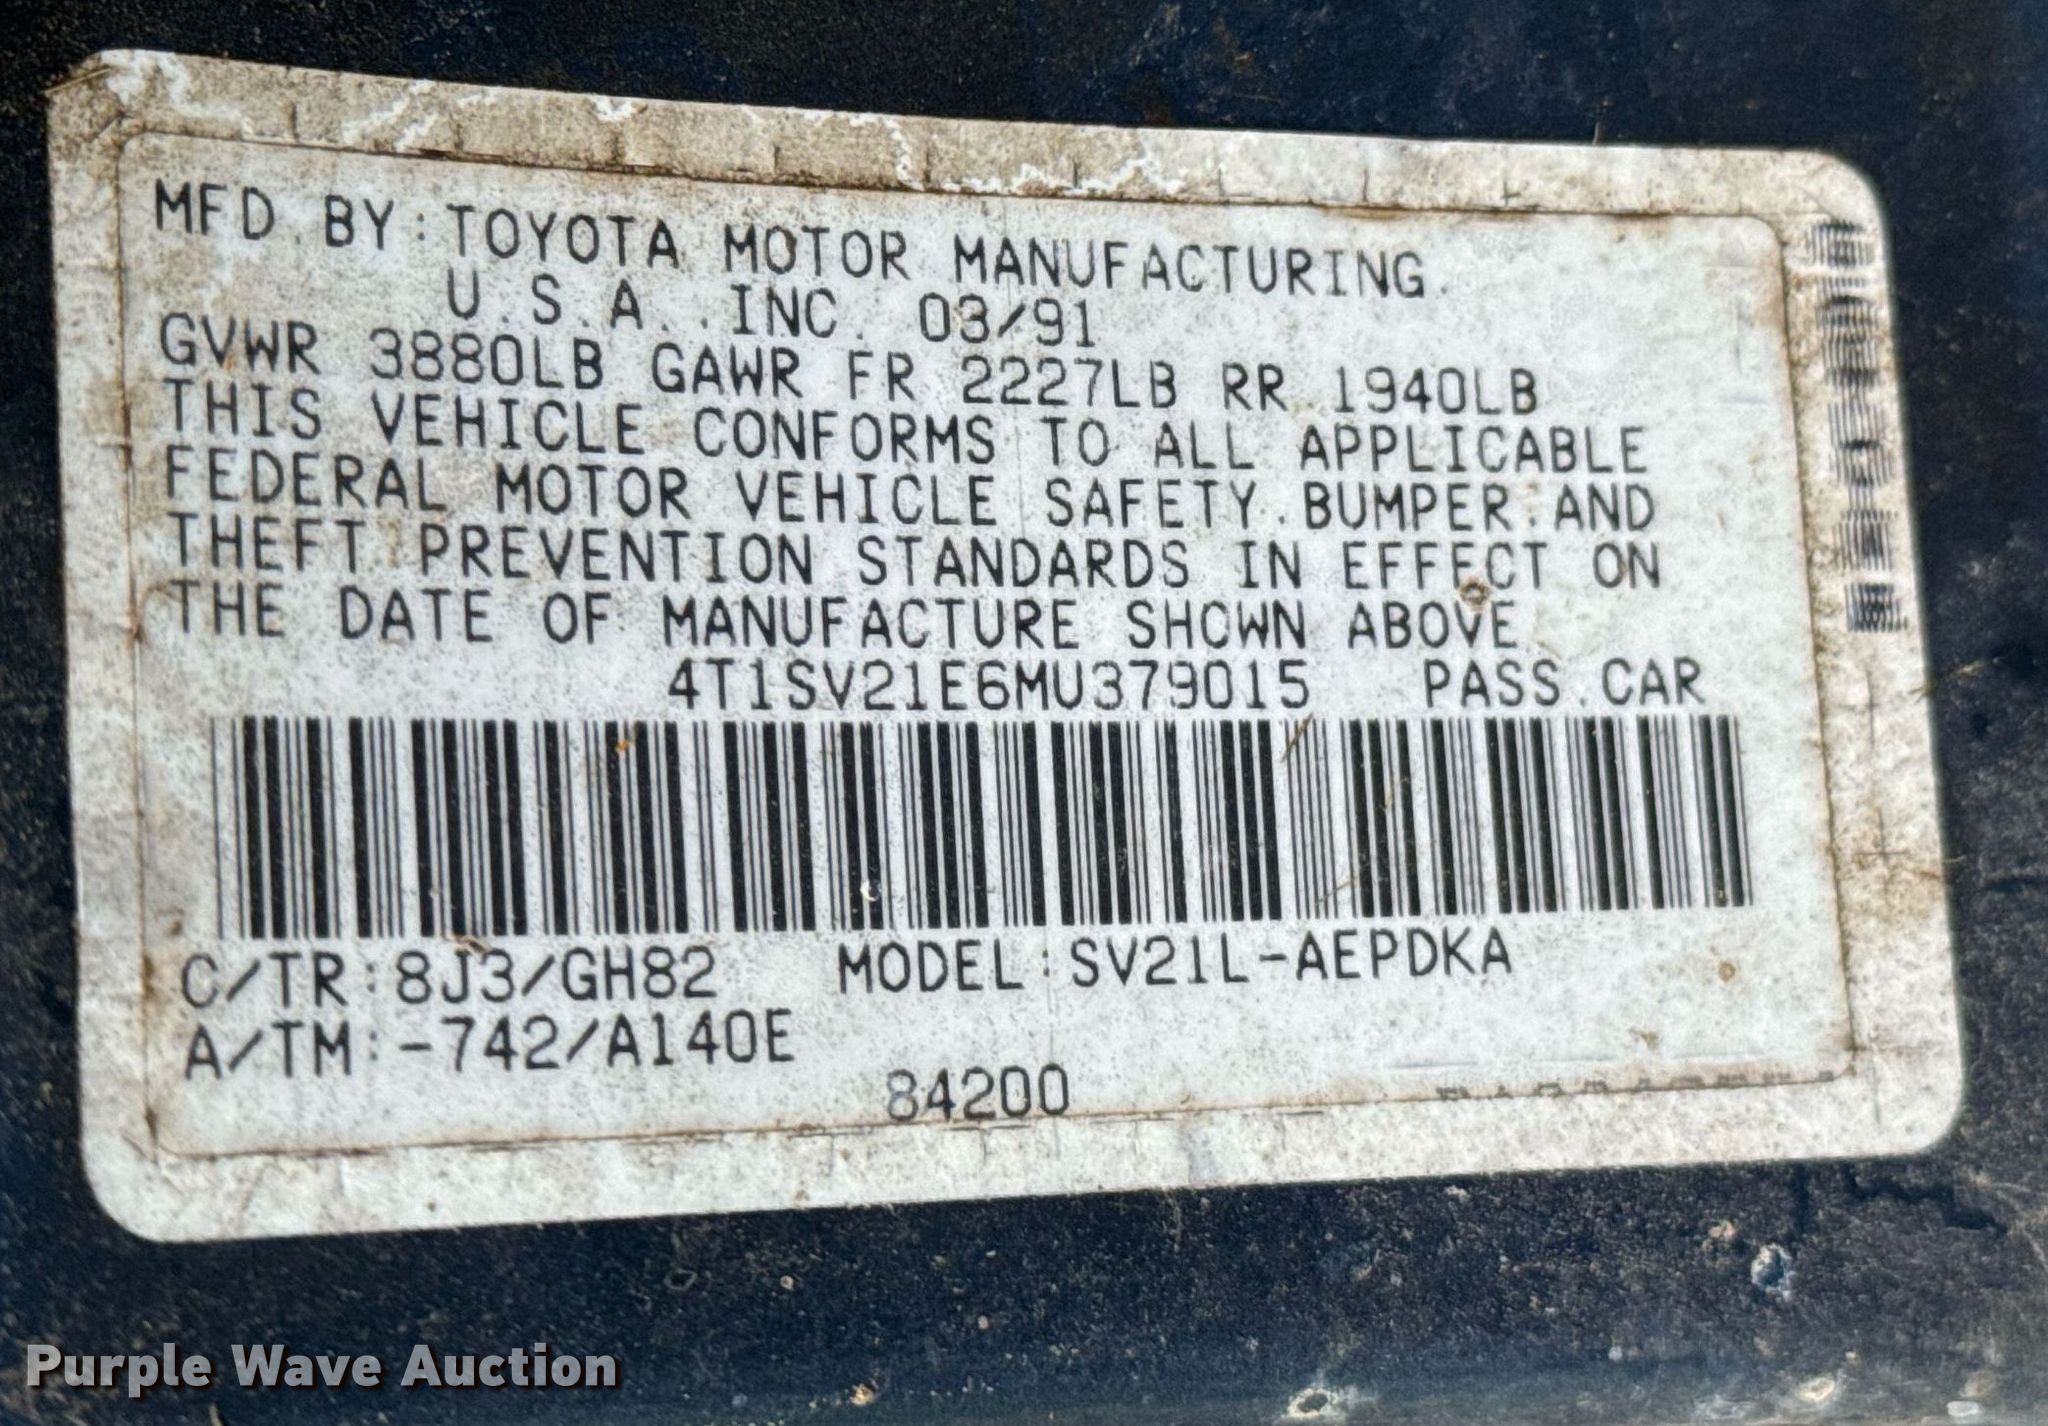 MFD.BY:TOYOTA MOTOR MANUFACTURING.
U.S.A.,INC. 03/91
GVWR 3880LB GAWR FR 2227LB RR 1940LB
THIS VEHICLE CONFORMS TO ALL APPLICABLE
FEDERAL MOTOR VEHICLE SAFETY.BUMPER.AND
THEFT PREVENTION STANDARDS IN EFFECT ON
THE DATE OF MANUFACTURE SHOWN ABOVE
4T1SV21E6MU379015 PASS.CAR
C/TR:8J3/GH82 MODEL:SV21L-AEPDKA
A/TM:-742/A140E
84200
Purple Wave Auction